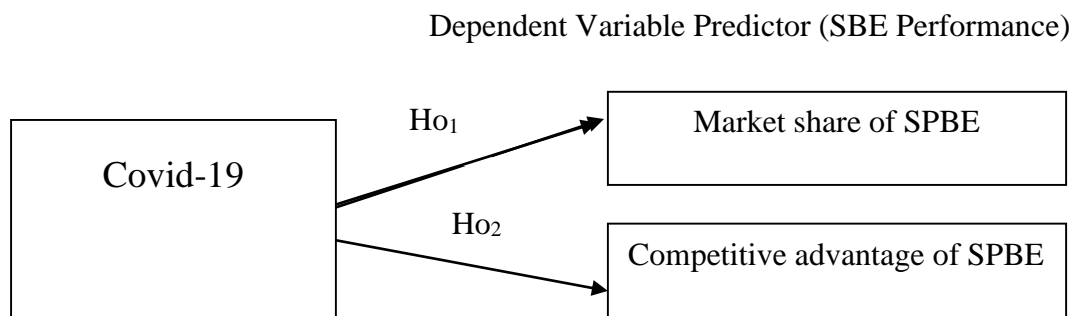 Dependent Variable Predictor (SBE Performance)
Ho₁
Market share of SPBE
Covid-19
Ho₂
Competitive advantage of SPBE